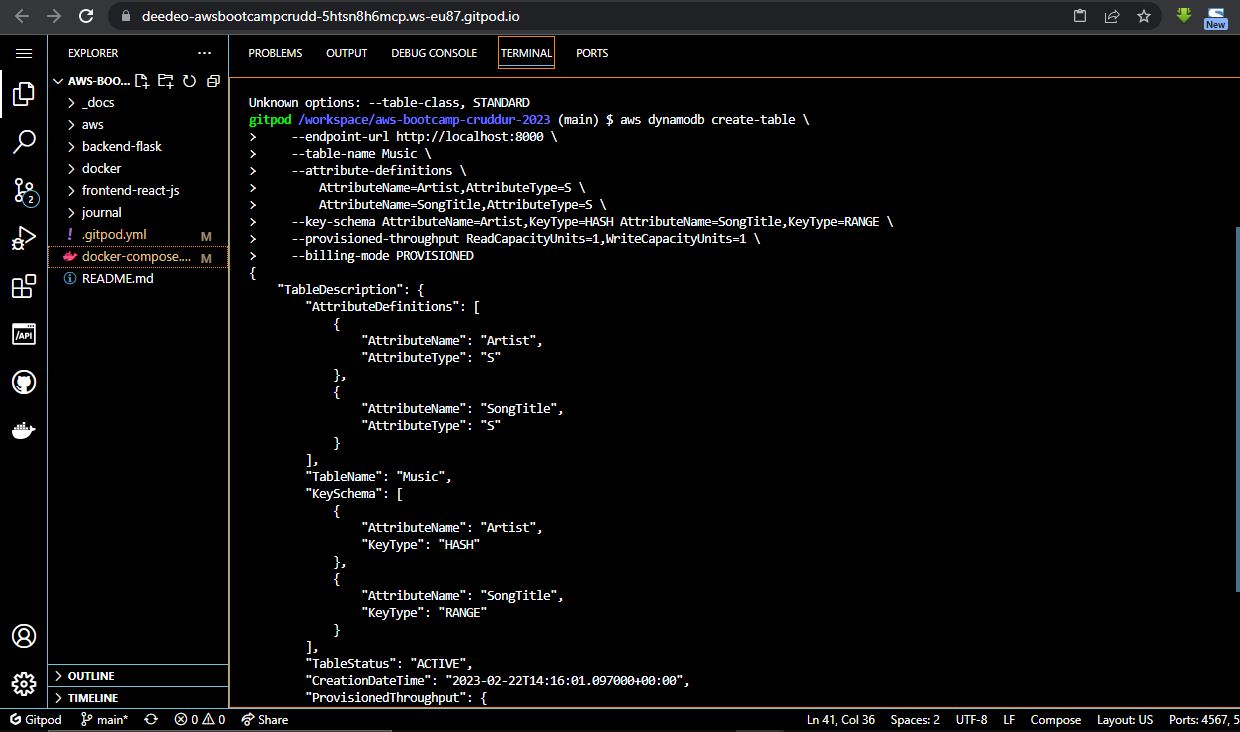 deedeo-awsbootcampcrudd-5htsn8h6mcp.ws-eu87.gitpod.io
New
EXPLORER
PROBLEMS OUTPUT DEBUG CONSOLE TERMINAL PORTS
AWS-BOO...
_docs
aws
backend-flask
docker
frontend-react-js
journal
! .gitpod.yml M
docker-compose.... M
README.md
2
/API
OUTLINE
TIMELINE
Unknown options: --table-class, STANDARD
gitpod /workspace/aws-bootcamp-cruddur-2023 (main) $ aws dynamodb create-table \
> --endpoint-url http://localhost:8000 \
> --table-name Music \
> --attribute-definitions \
> AttributeName=Artist,AttributeType=S \
> AttributeName=SongTitle,AttributeType=S \
> --key-schema AttributeName=Artist,KeyType=HASH AttributeName=SongTitle,KeyType=RANGE \
> --provisioned-throughput ReadCapacityUnits=1,WriteCapacityUnits=1 \
> --billing-mode PROVISIONED
{
"TableDescription": {
"AttributeDefinitions": [
{
"AttributeName": "Artist",
"AttributeType": "S"
},
{
"AttributeName": "SongTitle",
"AttributeType": "S"
}
],
"TableName": "Music",
"KeySchema": [
{
"AttributeName": "Artist",
"KeyType": "HASH"
},
{
"AttributeName": "SongTitle",
"KeyType": "RANGE"
}
],
"TableStatus": "ACTIVE",
"CreationDateTime": "2023-02-22T14:16:01.097000+00:00",
"ProvisionedThroughput": {
Gitpod main* 0 0 Share Ln 41, Col 36 Spaces: 2 UTF-8 LF Compose Layout: US Ports: 4567, 5